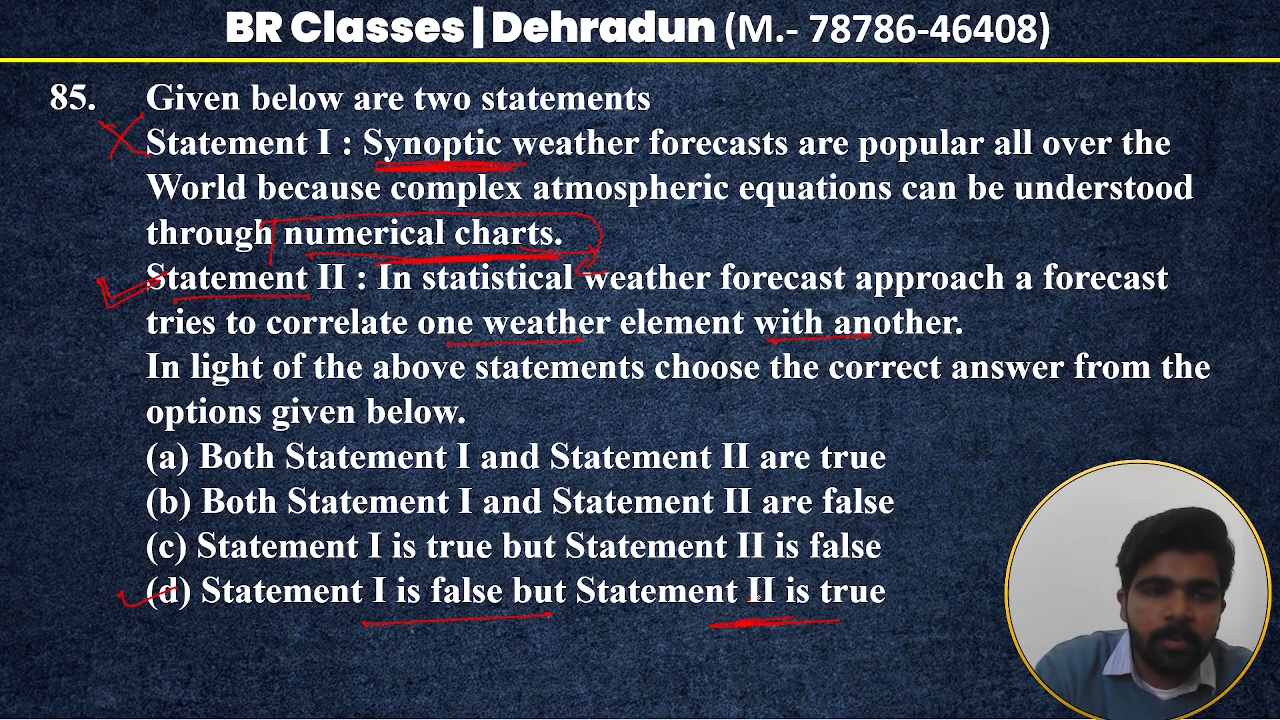 BR Classes | Dehradun (M.- 78786-46408)
85. Given below are two statements
Statement I : Synoptic weather forecasts are popular all over the
World because complex atmospheric equations can be understood
through numerical charts.
Statement II : In statistical weather forecast approach a forecast
tries to correlate one weather element with another.
In light of the above statements choose the correct answer from the
options given below.
(a) Both Statement I and Statement II are true
(b) Both Statement I and Statement II are false
(c) Statement I is true but Statement II is false
(d) Statement I is false but Statement II is true